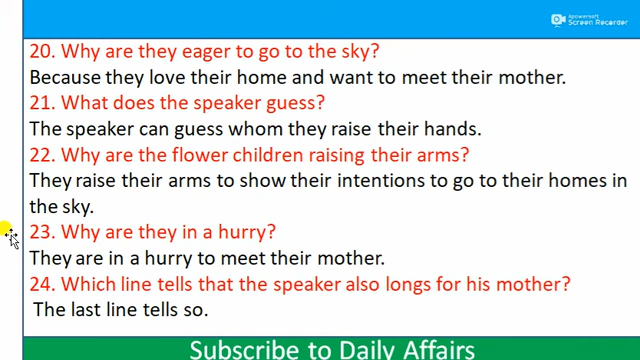 Apowersoft
Screen Recorder
20. Why are they eager to go to the sky?
Because they love their home and want to meet their mother.
21. What does the speaker guess?
The speaker can guess whom they raise their hands.
22. Why are the flower children raising their arms?
They raise their arms to show their intentions to go to their homes in
the sky.
23. Why are they in a hurry?
They are in a hurry to meet their mother.
24. Which line tells that the speaker also longs for his mother?
The last line tells so.
Subscribe to Daily Affairs